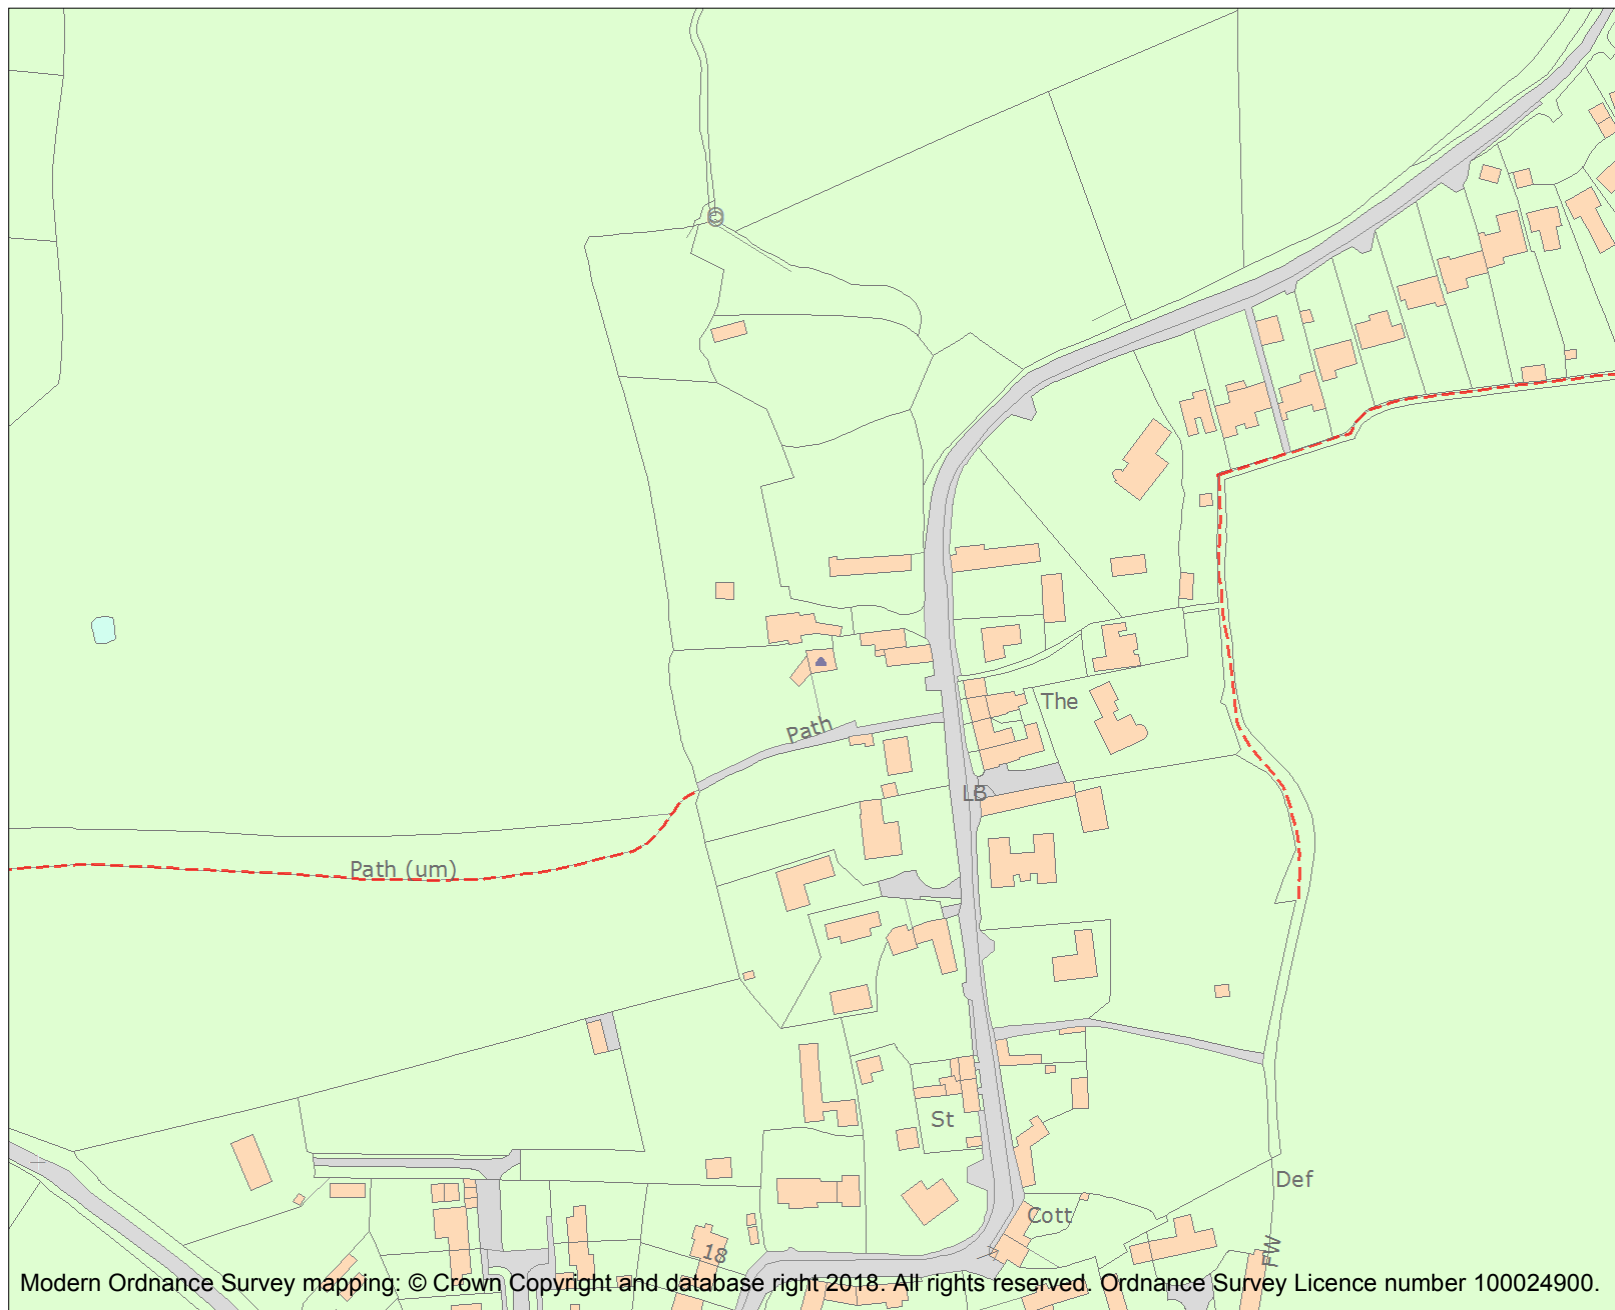 ©
The
Path
LB
Path (um)
St
Def
Cott
FW
18
Modern Ordnance Survey mapping: © Crown Copyright and database right 2018. All rights reserved. Ordnance Survey Licence number 100024900.